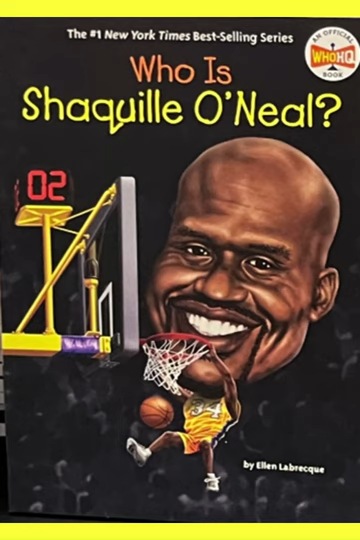 The #1 New York Times Best-Selling Series
AN OFFICIAL
WHOHQ
BOOK
Who Is
Shaquille O'Neal?
02
34
by Ellen Labrecque